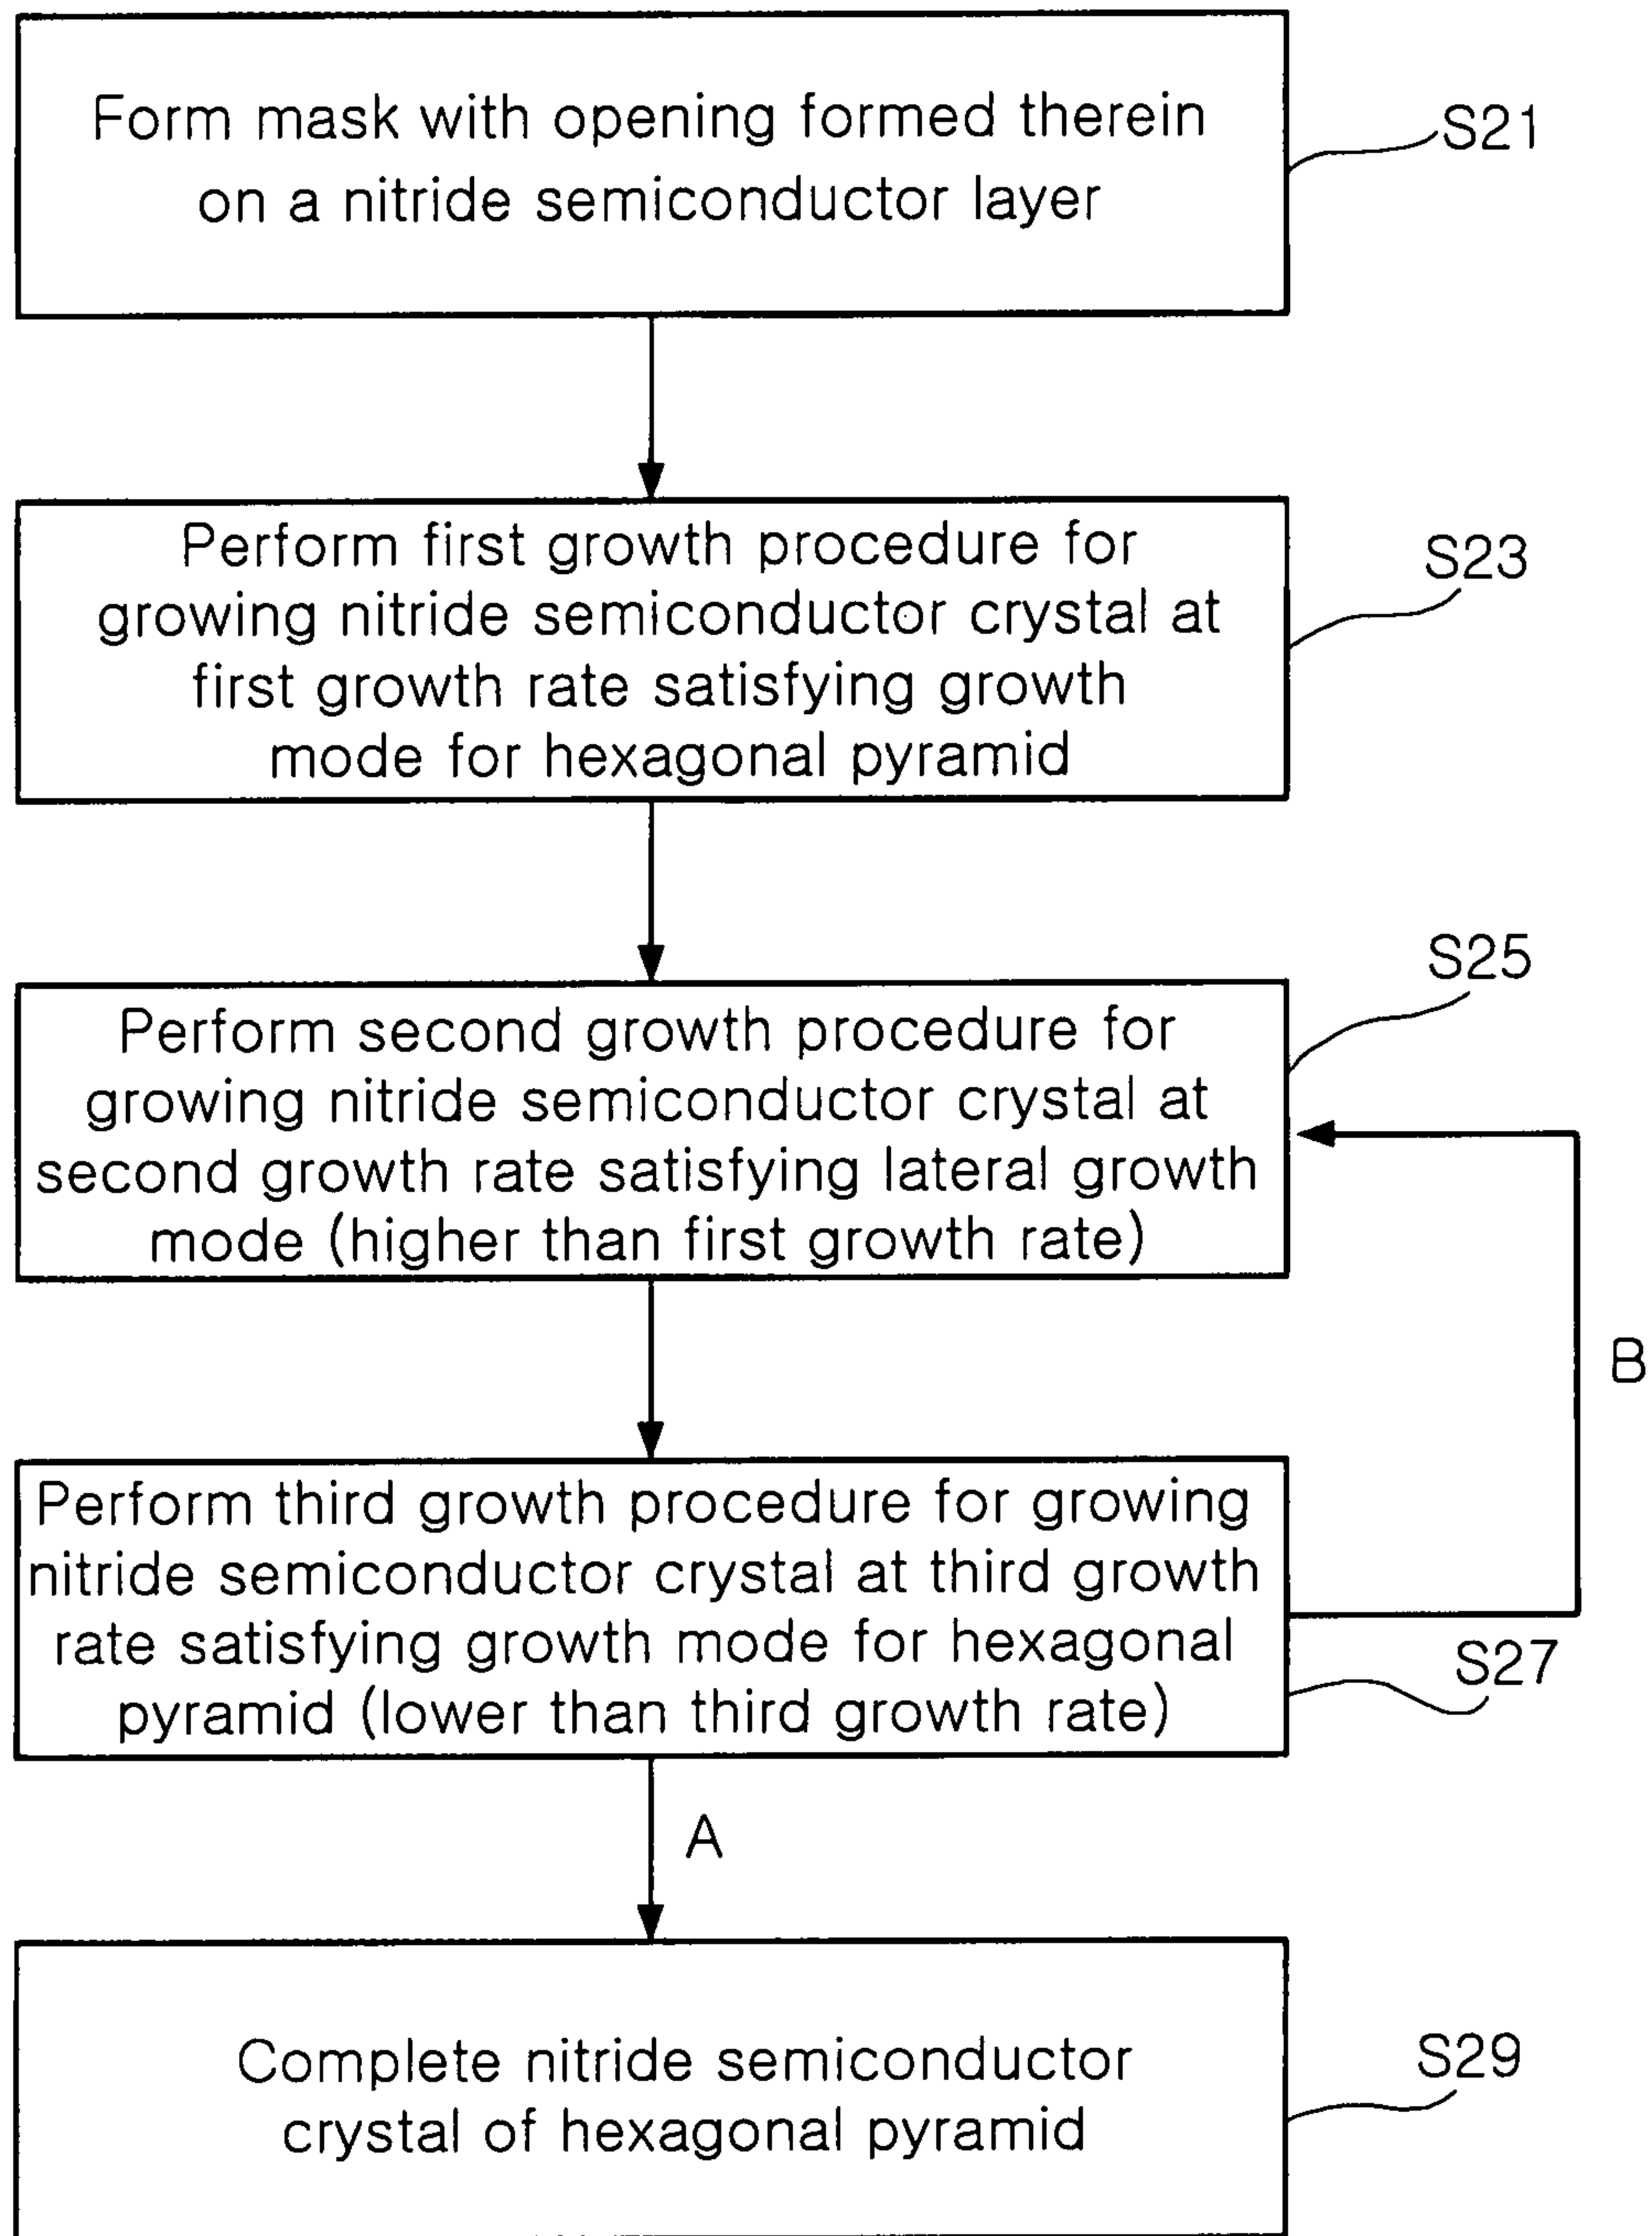 Form mask with opening formed therein
on a nitride semiconductor layer
S21
Perform first growth procedure for
growing nitride semiconductor crystal at
first growth rate satisfying growth
mode for hexagonal pyramid
S23
Perform second growth procedure for
growing nitride semiconductor crystal at
second growth rate satisfying lateral growth
mode (higher than first growth rate)
S25
B
Perform third growth procedure for growing
nitride semiconductor crystal at third growth
rate satisfying growth mode for hexagonal
pyramid (lower than third growth rate)
S27
A
Complete nitride semiconductor
crystal of hexagonal pyramid
S29